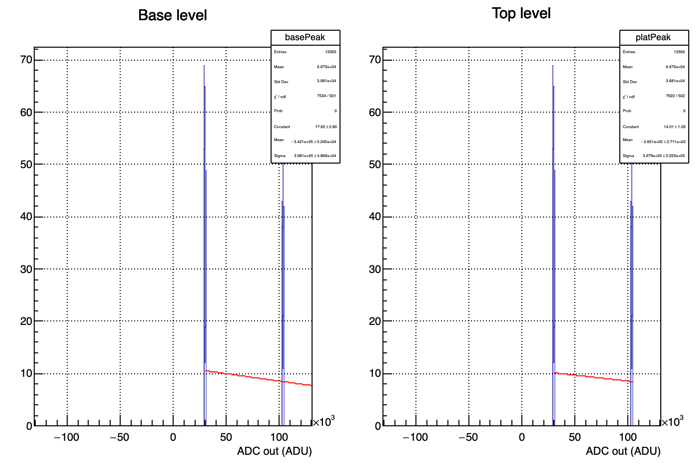 Base level
basePeak
Entries
Mean
Std Dev
χ² / ndf
Prob 0
Constant
Mean
Sigma
70
60
50
40
30
20
10
0
−100 −50 0 50 100
×10³
ADC out (ADU)
Top level
platPeak
Entries
Mean
Std Dev
χ² / ndf
Prob 0
Constant
Mean
Sigma
70
60
50
40
30
20
10
0
−100 −50 0 50 100
×10³
ADC out (ADU)